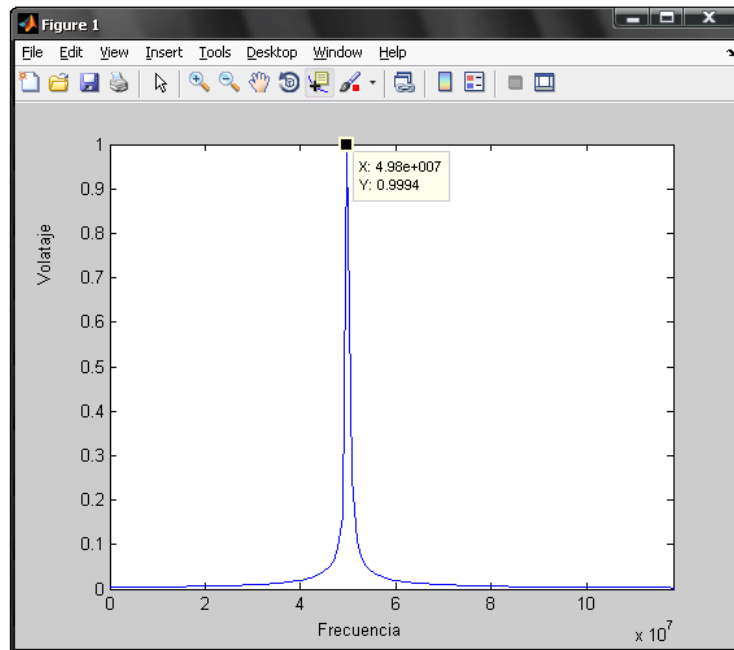 Figure 1
File Edit View Insert Tools Desktop Window Help
X: 4.98e+007
Y: 0.9994
1
0.9
0.8
0.7
0.6
0.5
0.4
0.3
0.2
0.1
0
Volataje
0 2 4 6 8 10
x 10^7
Frecuencia